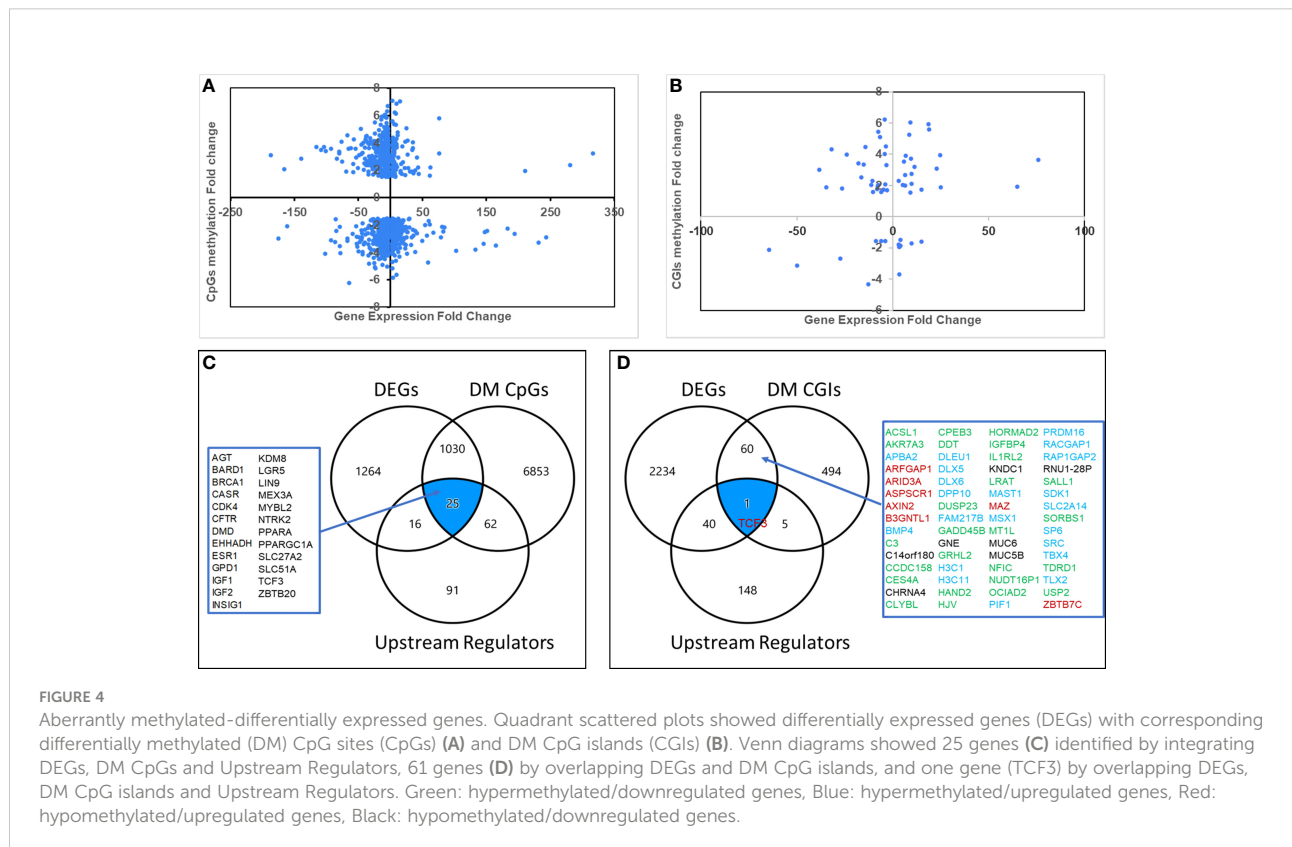 A
8
6
4
2
0
-2
-4
-6
8
-250
-150
-50
50
150
250
350
CpGs methylation Fold change
Gene Expression Fold Change
B
8
6
4
2
0
-2
-4
6
-100
-50
0
50
100
CGIs methylation Fold change
Gene Expression Fold Change
C
DEGs
DM CpGs
1264
1030
6853
25
16
62
91
Upstream Regulators
AGT KDM8
BARD1 LGR5
BRCA1 LIN9
CASR MEX3A
CDK4 MYBL2
CFTR NTRK2
DMD PPARA
EHHADH PPARGC1A
ESR1 SLC27A2
GPD1 SLC51A
IGF1 TCF3
IGF2 ZBTB20
INSIG1
D
DEGs
DM CGIs
2234
60
494
1
40
TCF3
5
148
Upstream Regulators
ACSL1 CPEB3 HORMAD2 PRDM16
AKR7A3 DDT IGFBP4 RACGAP1
APBA2 DLEU1 IL1RL2 RAP1GAP2
ARFGAP1 DLX5 KNDC1 RNU1-28P
ARID3A DLX6 LRAT SALL1
ASPSCR1 DPP10 MAST1 SDK1
AXIN2 DUSP23 MAZ SLC2A14
B3GNTL1 FAM217B MSX1 SORBS1
BMP4 GADD45B MT1L SP6
C3 GNE MUC6 SRC
C14orf180 GRHL2 MUC5B TBX4
CCDC158 H3C1 NFIC TDRD1
CES4A H3C11 NUDT16P1 TLX2
CHRNA4 HAND2 OCIAD2 USP2
CLYBL HJV PIF1 ZBTB7C
FIGURE 4
Aberrantly methylated-differentially expressed genes. Quadrant scattered plots showed differentially expressed genes (DEGs) with corresponding
differentially methylated (DM) CpG sites (CpGs) (A) and DM CpG islands (CGIs) (B). Venn diagrams showed 25 genes (C) identified by integrating
DEGs, DM CpGs and Upstream Regulators, 61 genes (D) by overlapping DEGs and DM CpG islands, and one gene (TCF3) by overlapping DEGs,
DM CpG islands and Upstream Regulators. Green: hypermethylated/downregulated genes, Blue: hypermethylated/upregulated genes, Red:
hypomethylated/upregulated genes, Black: hypomethylated/downregulated genes.